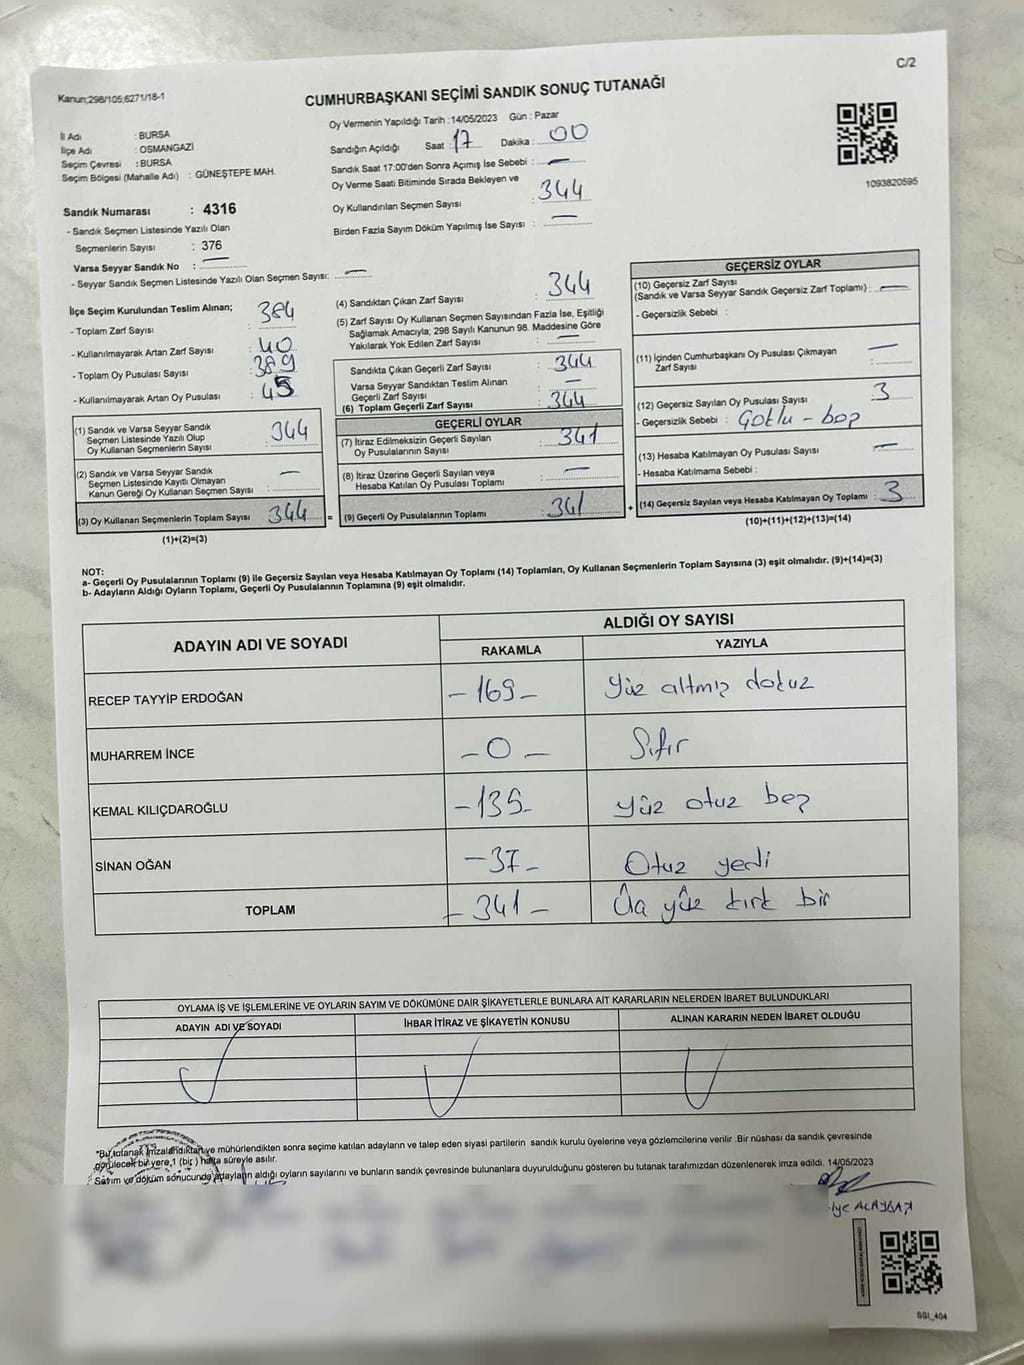 C/2
Kanun;298/105;6271/18-1
CUMHURBAŞKANI SEÇİMİ SANDIK SONUÇ TUTANAĞI
İl Adı : BURSA
İlçe Adı : OSMANGAZİ
Seçim Çevresi : BURSA
Seçim Bölgesi (Mahalle Adı) : GÜNEŞTEPE MAH.
Oy Vermenin Yapıldığı Tarih : 14/05/2023 Gün : Pazar
Sandığın Açıldığı Saat : 17 Dakika : 00
Sandık Saat 17:00'den Sonra Açımış İse Sebebi : —
Oy Verme Saati Bitiminde Sırada Bekleyen ve
Oy Kullandırılan Seçmen Sayısı : 344
Birden Fazla Sayım Döküm Yapılmış İse Sayısı : —
1093820595
Sandık Numarası : 4316
- Sandık Seçmen Listesinde Yazılı Olan
Seçmenlerin Sayısı : 376
Varsa Seyyar Sandık No : —
- Seyyar Sandık Seçmen Listesinde Yazılı Olan Seçmen Sayısı: —
İlçe Seçim Kurulundan Teslim Alınan;
- Toplam Zarf Sayısı : 384
- Kullanılmayarak Artan Zarf Sayısı : 40
- Toplam Oy Pusulası Sayısı : 389
- Kullanılmayarak Artan Oy Pusulası : 45
(1) Sandık ve Varsa Seyyar Sandık
Seçmen Listesinde Yazılı Olup
Oy Kullanan Seçmenlerin Sayısı : 344
(2) Sandık ve Varsa Seyyar Sandık
Seçmen Listesinde Kayıtlı Olmayan
Kanun Gereği Oy Kullanan Seçmen Sayısı : —
(3) Oy Kullanan Seçmenlerin Toplam Sayısı : 344 =
(1)+(2)=(3)
(4) Sandıktan Çıkan Zarf Sayısı : 344
(5) Zarf Sayısı Oy Kullanan Seçmen Sayısından Fazla İse, Eşitliği
Sağlamak Amacıyla; 298 Sayılı Kanunun 98. Maddesine Göre
Yakılarak Yok Edilen Zarf Sayısı : —
Sandıkta Çıkan Geçerli Zarf Sayısı : 344
Varsa Seyyar Sandıktan Teslim Alınan
Geçerli Zarf Sayısı : —
(6) Toplam Geçerli Zarf Sayısı : 344
GEÇERLİ OYLAR
(7) İtiraz Edilmeksizin Geçerli Sayılan
Oy Pusulalarının Sayısı : 341
(8) İtiraz Üzerine Geçerli Sayılan veya
Hesaba Katılan Oy Pusulası Toplamı : —
(9) Geçerli Oy Pusulalarının Toplamı : 341 +
GEÇERSİZ OYLAR
(10) Geçersiz Zarf Sayısı
(Sandık ve Varsa Seyyar Sandık Geçersiz Zarf Toplamı) : —
- Geçersizlik Sebebi :
(11) İçinden Cumhurbaşkanı Oy Pusulası Çıkmayan
Zarf Sayısı : —
(12) Geçersiz Sayılan Oy Pusulası Sayısı : 3
- Geçersizlik Sebebi : Çoklu - boş
(13) Hesaba Katılmayan Oy Pusulası Sayısı : —
- Hesaba Katılmama Sebebi :
(14) Geçersiz Sayılan veya Hesaba Katılmayan Oy Toplamı : 3
(10)+(11)+(12)+(13)=(14)
NOT:
a- Geçerli Oy Pusulalarının Toplamı (9) ile Geçersiz Sayılan veya Hesaba Katılmayan Oy Toplamı (14) Toplamları, Oy Kullanan Seçmenlerin Toplam Sayısına (3) eşit olmalıdır. (9)+(14)=(3)
b- Adayların Aldığı Oyların Toplamı, Geçerli Oy Pusulalarının Toplamına (9) eşit olmalıdır.
ADAYIN ADI VE SOYADI ALDIĞI OY SAYISI
RAKAMLA YAZIYLA
RECEP TAYYİP ERDOĞAN - 169 - Yüz altmış dokuz
MUHARREM İNCE - 0 - Sıfır
KEMAL KILIÇDAROĞLU - 135 - Yüz otuz beş
SİNAN OĞAN - 37 - Otuz yedi
TOPLAM - 341 - Üç yüz kırk bir
OYLAMA İŞ VE İŞLEMLERİNE VE OYLARIN SAYIM VE DÖKÜMÜNE DAİR ŞİKAYETLERLE BUNLARA AİT KARARLARIN NELERDEN İBARET BULUNDUKLARI
ADAYIN ADI VE SOYADI İHBAR İTİRAZ VE ŞİKAYETİN KONUSU ALINAN KARARIN NEDEN İBARET OLDUĞU
*Bu tutanak imzalandıktan ve mühürlendikten sonra seçime katılan adayların ve talep eden siyasi partilerin sandık kurulu üyelerine veya gözlemcilerine verilir .Bir nüshası da sandık çevresinde
görülecek bir yere 1 (bir ) hafta süreyle asılır.
Sayım ve döküm sonucunda adayların aldığı oyların sayılarını ve bunların sandık çevresinde bulunanlara duyurulduğunu gösteren bu tutanak tarafımızdan düzenlenerek imza edildi. 14/05/2023
SSI_404